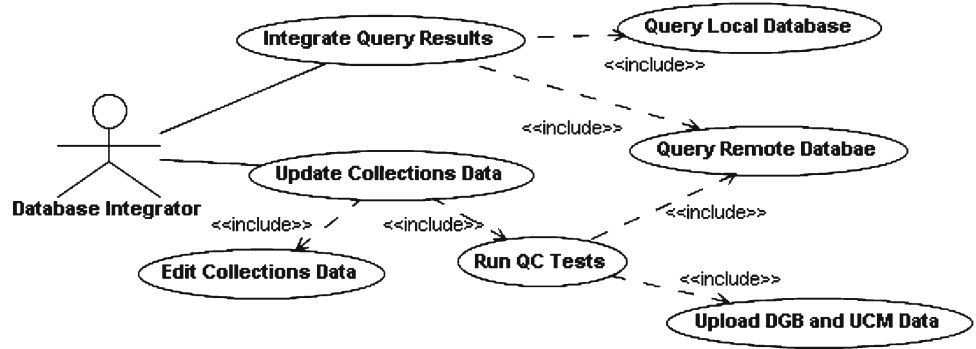 Query Local Database
Integrate Query Results
<<include>>
<<include>>
Query Remote Databae
Update Collections Data
Database Integrator
<<include>>
<<include>>
<<include>>
Edit Collections Data
Run QC Tests
<<include>>
Upload DGB and UCM Data